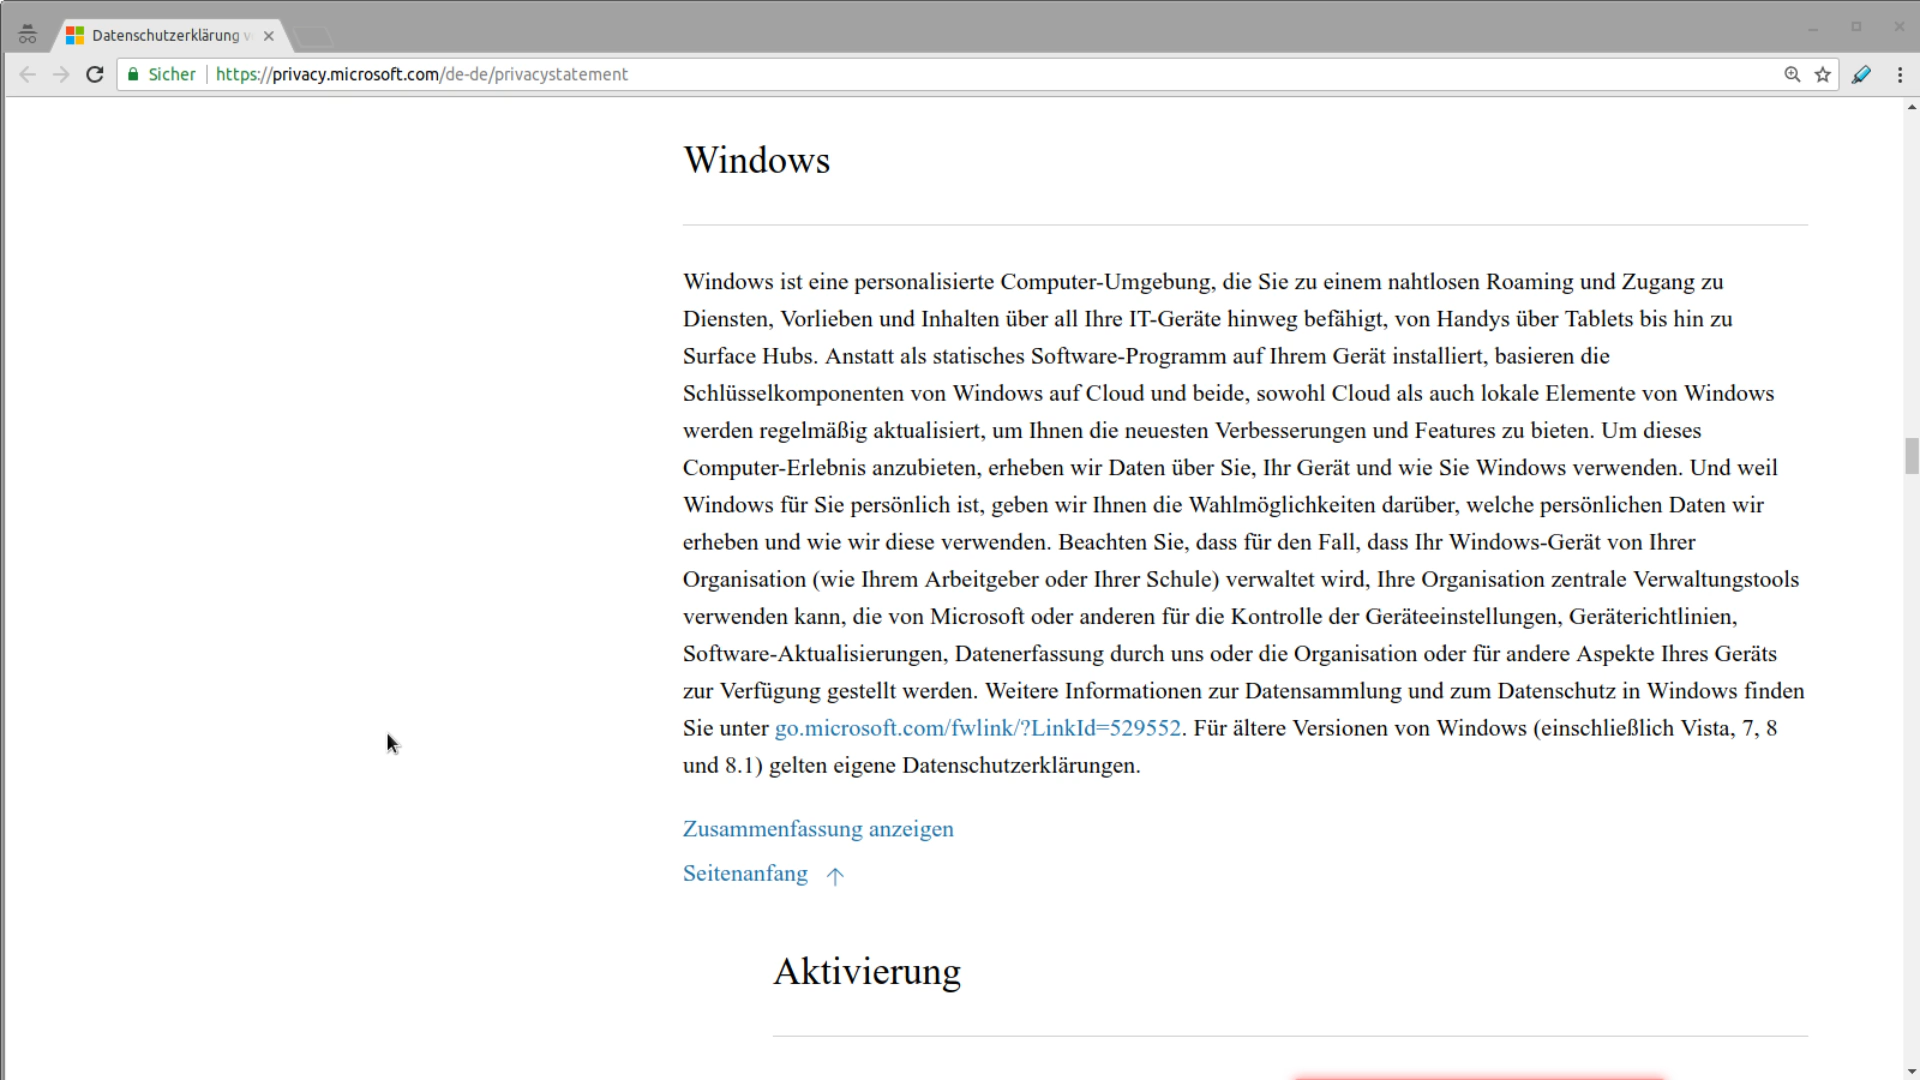 Datenschutzerklärung
Sicher
https://privacy.microsoft.com/de-de/privacystatement
Windows
Windows ist eine personalisierte Computer-Umgebung, die Sie zu einem nahtlosen Roaming und Zugang zu
Diensten, Vorlieben und Inhalten über all Ihre IT-Geräte hinweg befähigt, von Handys über Tablets bis hin zu
Surface Hubs. Anstatt als statisches Software-Programm auf Ihrem Gerät installiert, basieren die
Schlüsselkomponenten von Windows auf Cloud und beide, sowohl Cloud als auch lokale Elemente von Windows
werden regelmäßig aktualisiert, um Ihnen die neuesten Verbesserungen und Features zu bieten. Um dieses
Computer-Erlebnis anzubieten, erheben wir Daten über Sie, Ihr Gerät und wie Sie Windows verwenden. Und weil
Windows für Sie persönlich ist, geben wir Ihnen die Wahlmöglichkeiten darüber, welche persönlichen Daten wir
erheben und wie wir diese verwenden. Beachten Sie, dass für den Fall, dass Ihr Windows-Gerät von Ihrer
Organisation (wie Ihrem Arbeitgeber oder Ihrer Schule) verwaltet wird, Ihre Organisation zentrale Verwaltungstools
verwenden kann, die von Microsoft oder anderen für die Kontrolle der Geräteeinstellungen, Geräterichtlinien,
Software-Aktualisierungen, Datenerfassung durch uns oder die Organisation oder für andere Aspekte Ihres Geräts
zur Verfügung gestellt werden. Weitere Informationen zur Datensammlung und zum Datenschutz in Windows finden
Sie unter go.microsoft.com/fwlink/?LinkId=529552. Für ältere Versionen von Windows (einschließlich Vista, 7, 8
und 8.1) gelten eigene Datenschutzerklärungen.
Zusammenfassung anzeigen
Seitenanfang
Aktivierung